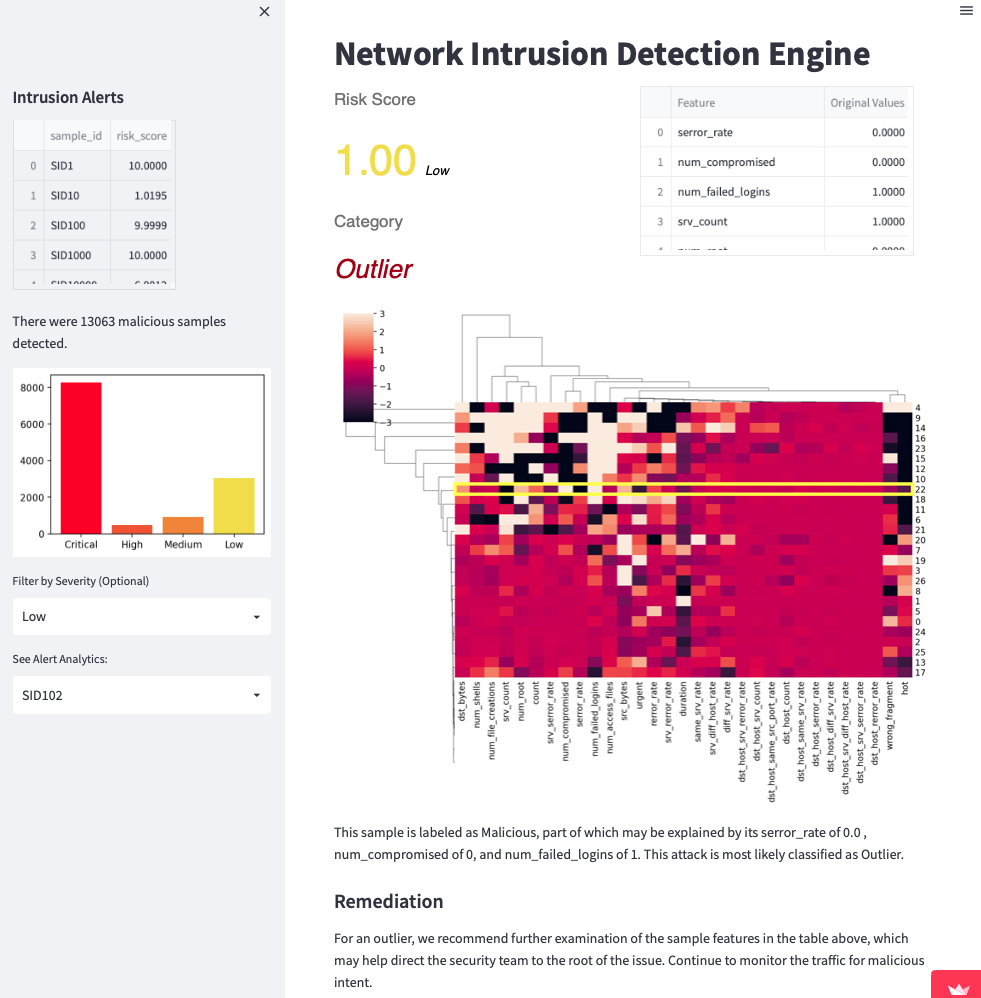 Network Intrusion Detection Engine
Intrusion Alerts
sample_id risk_score
0 SID1 10.0000
1 SID10 1.0195
2 SID100 9.9999
3 SID1000 10.0000
There were 13063 malicious samples
detected.
8000
6000
4000
2000
0
Critical High Medium Low
Filter by Severity (Optional)
Low
See Alert Analytics:
SID102
Risk Score
1.00 Low
Category
Outlier
Feature Original Values
0 serror_rate 0.0000
1 num_compromised 0.0000
2 num_failed_logins 1.0000
3 srv_count 1.0000
3
2
1
0
−1
−2
−3
4
9
14
16
23
15
12
10
22
18
11
6
21
20
7
19
3
26
8
1
5
0
24
2
25
13
17
dst_bytes
num_shells
num_file_creations
srv_count
num_root
count
srv_serror_rate
num_compromised
serror_rate
num_failed_logins
num_access_files
src_bytes
urgent
rerror_rate
srv_rerror_rate
duration
same_srv_rate
srv_diff_host_rate
diff_srv_rate
dst_host_srv_rerror_rate
dst_host_srv_count
dst_host_same_src_port_rate
dst_host_count
dst_host_same_srv_rate
dst_host_serror_rate
dst_host_diff_srv_rate
dst_host_srv_diff_host_rate
dst_host_srv_serror_rate
dst_host_rerror_rate
wrong_fragment
hot
This sample is labeled as Malicious, part of which may be explained by its serror_rate of 0.0 ,
num_compromised of 0, and num_failed_logins of 1. This attack is most likely classified as Outlier.
Remediation
For an outlier, we recommend further examination of the sample features in the table above, which
may help direct the security team to the root of the issue. Continue to monitor the traffic for malicious
intent.